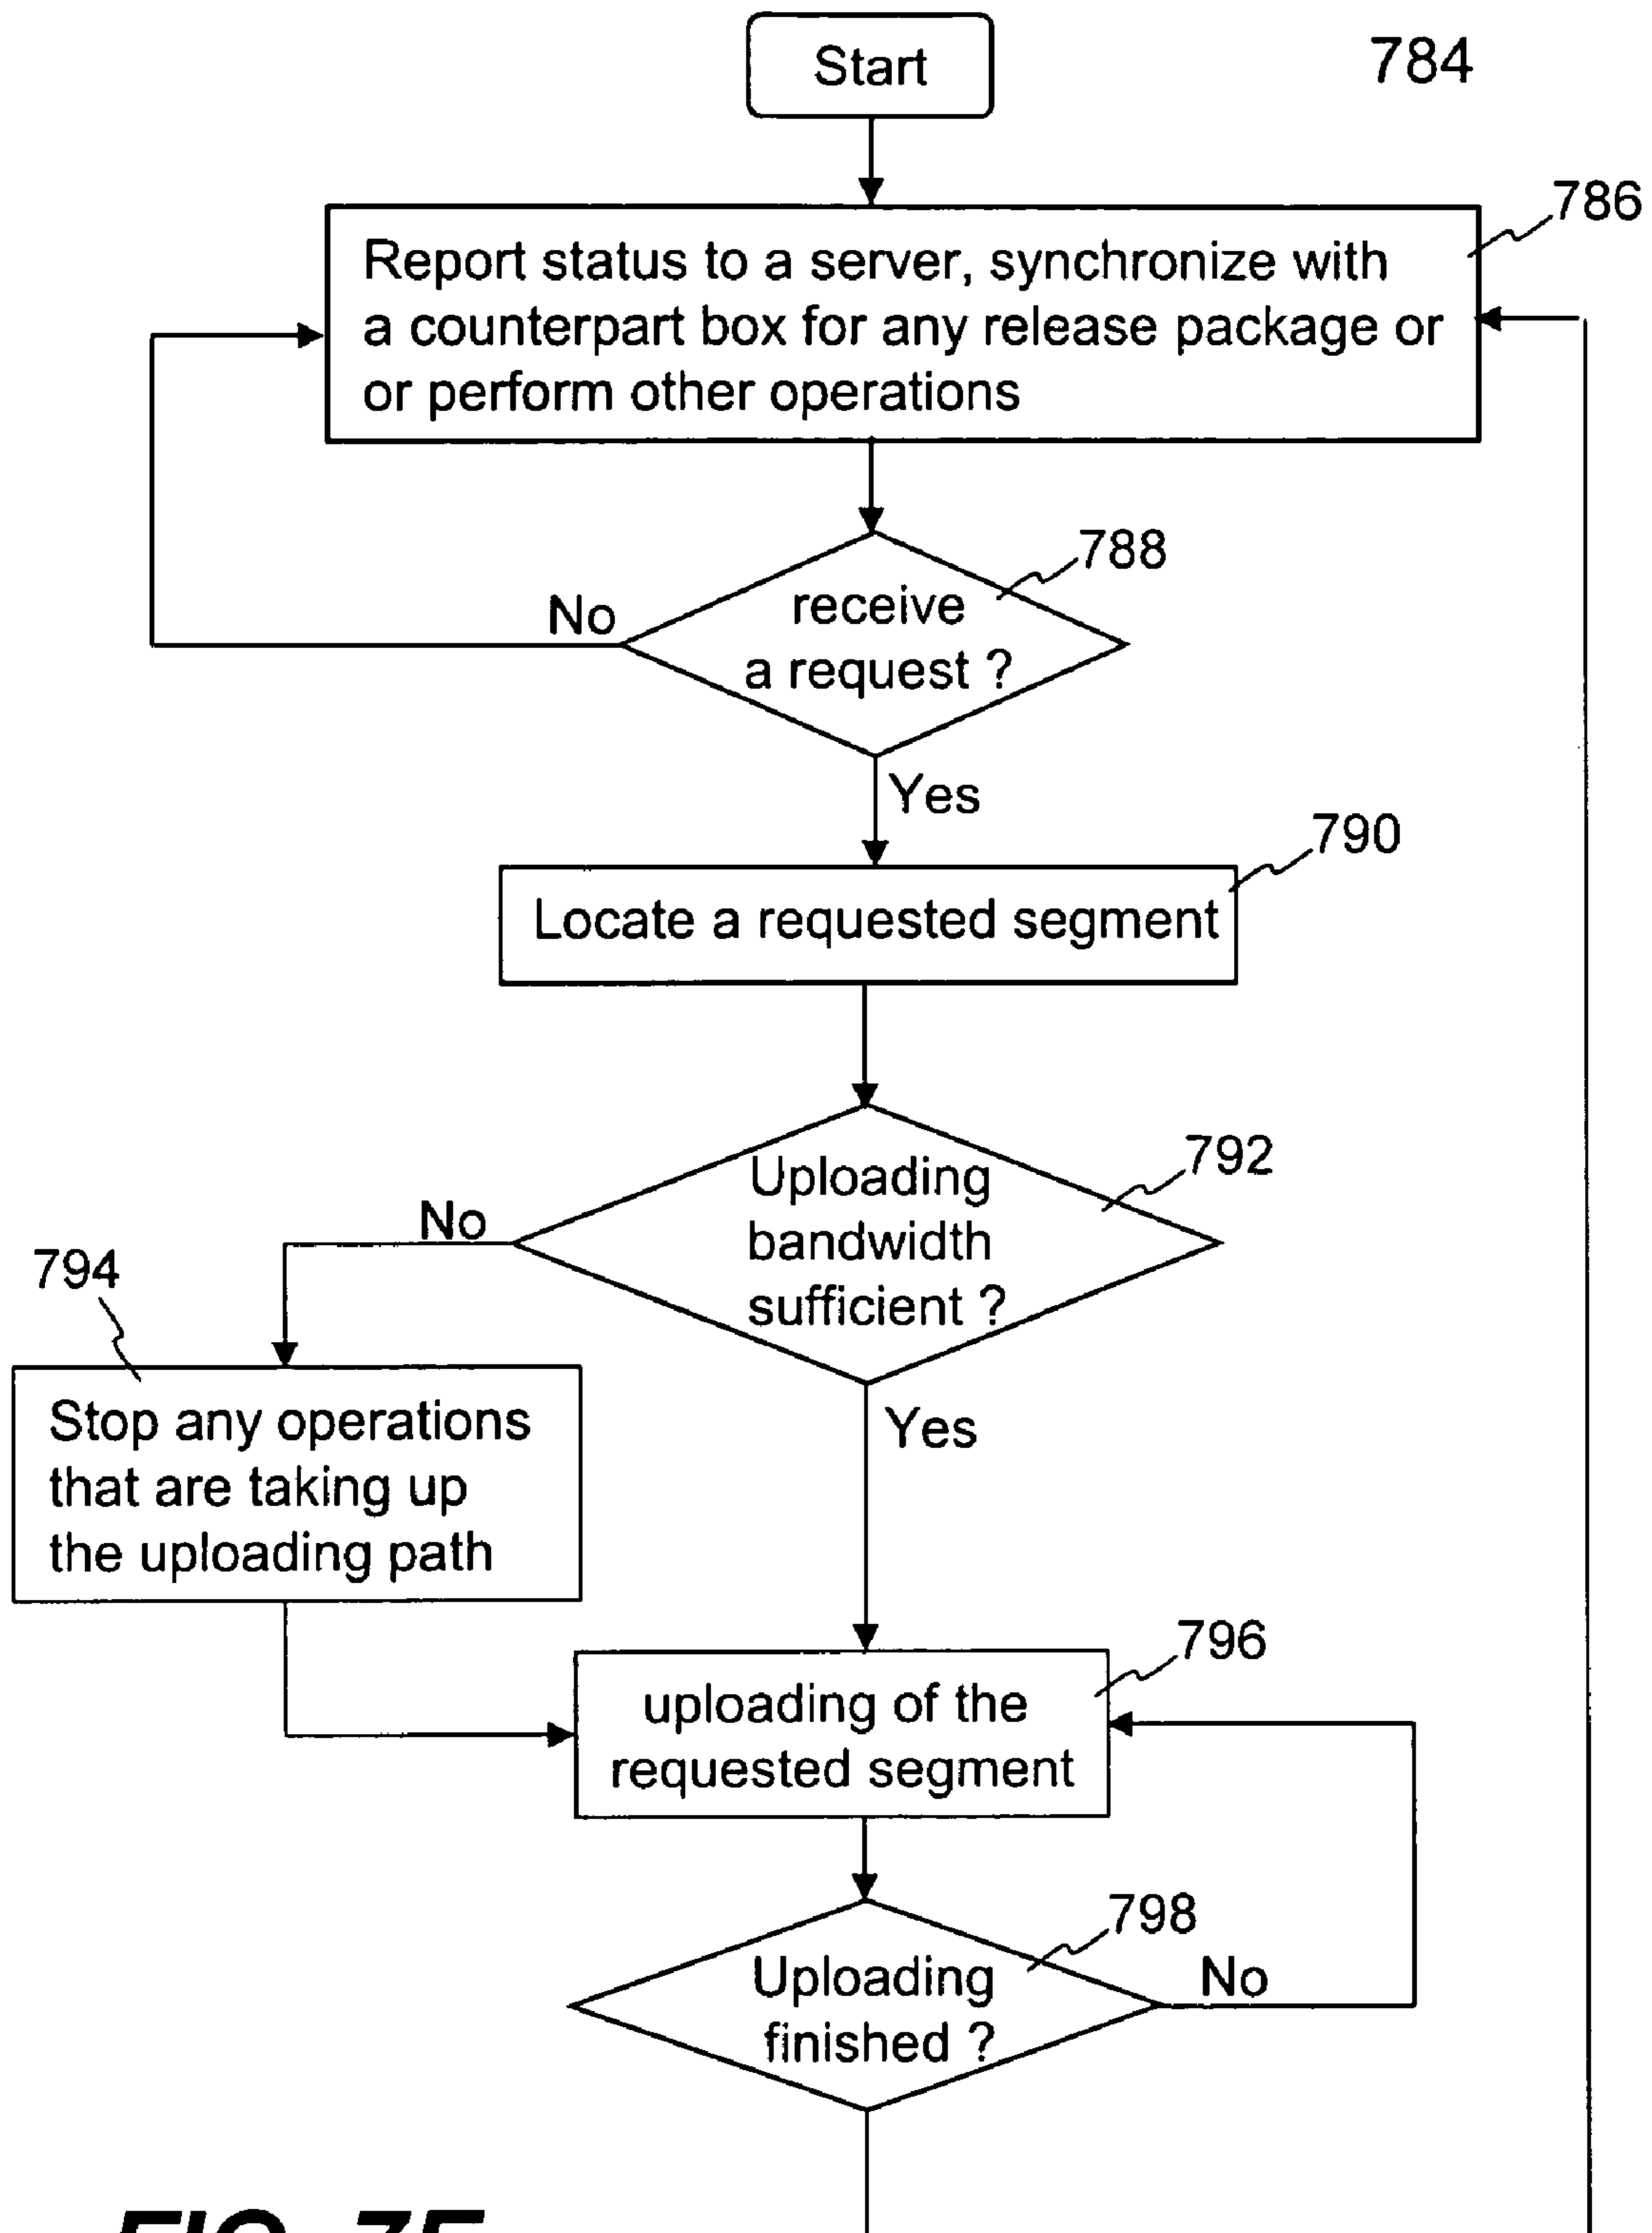 Start
784
786
Report status to a server, synchronize with
a counterpart box for any release package or
or perform other operations
788
No
receive
a request ?
Yes
790
Locate a requested segment
792
Uploading
bandwidth
sufficient ?
No
794
Yes
Stop any operations
that are taking up
the uploading path
796
uploading of the
requested segment
798
Uploading
finished ?
No
FIG.